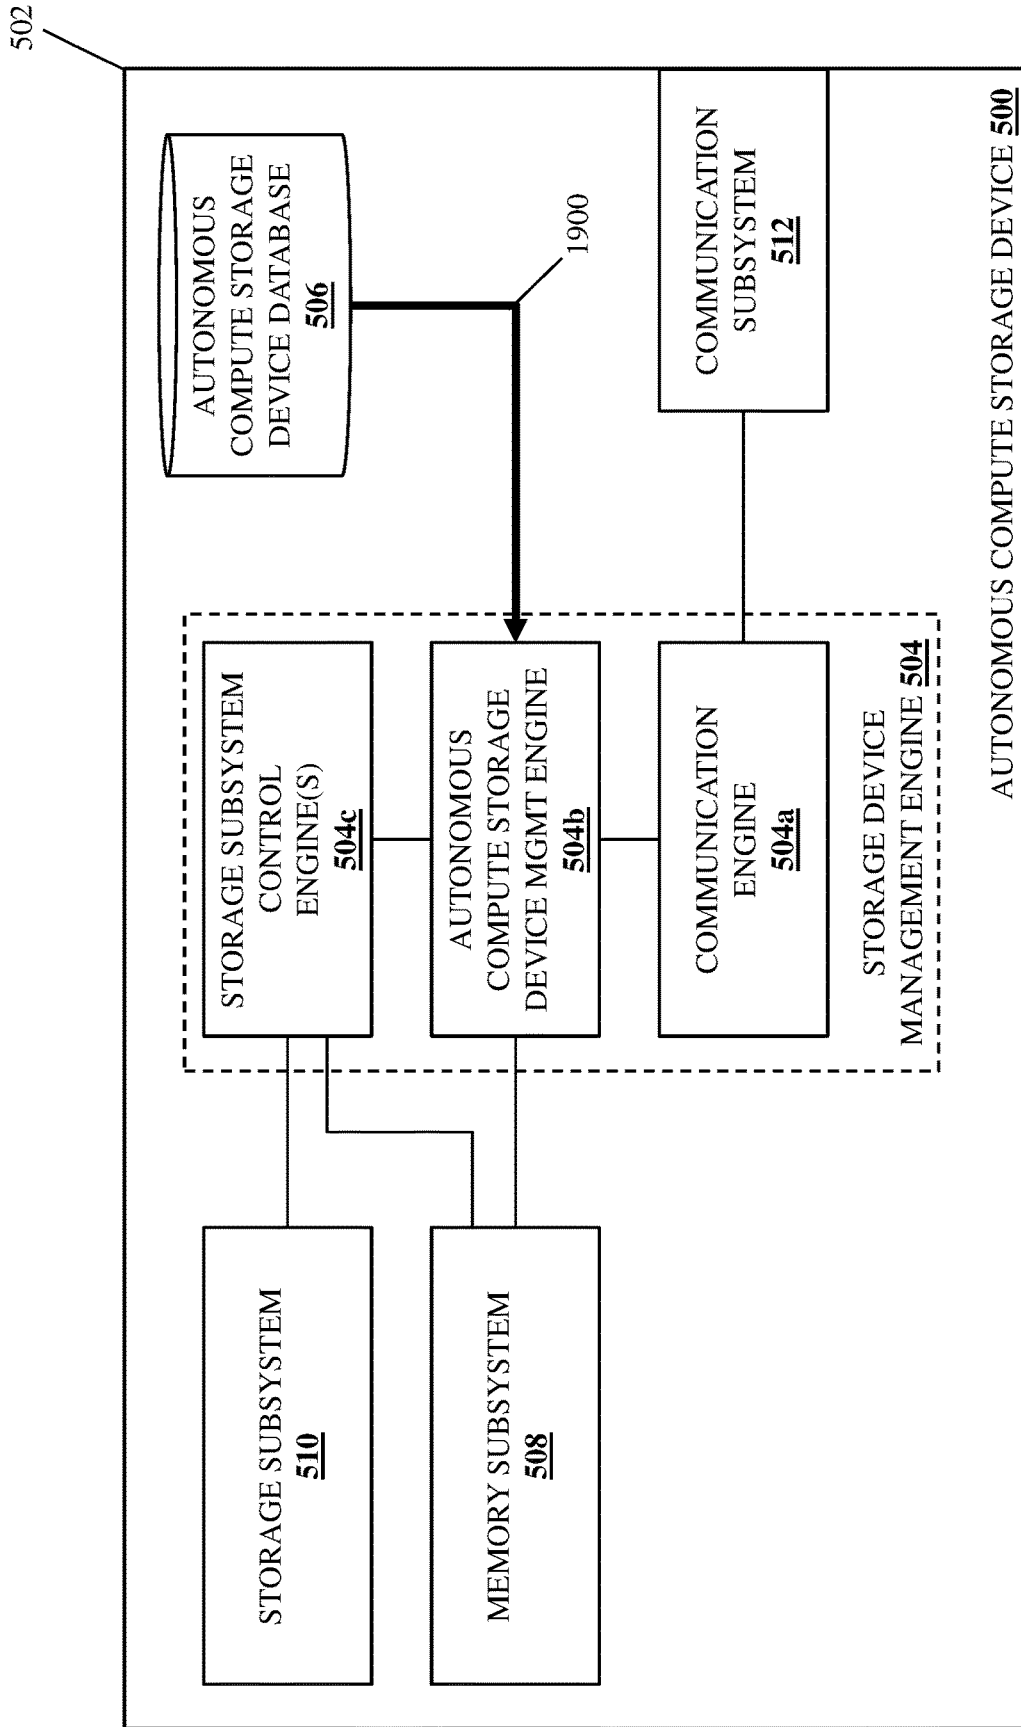 502
STORAGE SUBSYSTEM
510
MEMORY SUBSYSTEM
508
STORAGE SUBSYSTEM
CONTROL
ENGINE(S)
504c
AUTONOMOUS
COMPUTE STORAGE
DEVICE MGMT ENGINE
504b
COMMUNICATION
ENGINE
504a
STORAGE DEVICE
MANAGEMENT ENGINE 504
AUTONOMOUS
COMPUTE STORAGE
DEVICE DATABASE
506
1900
COMMUNICATION
SUBSYSTEM
512
AUTONOMOUS COMPUTE STORAGE DEVICE 500